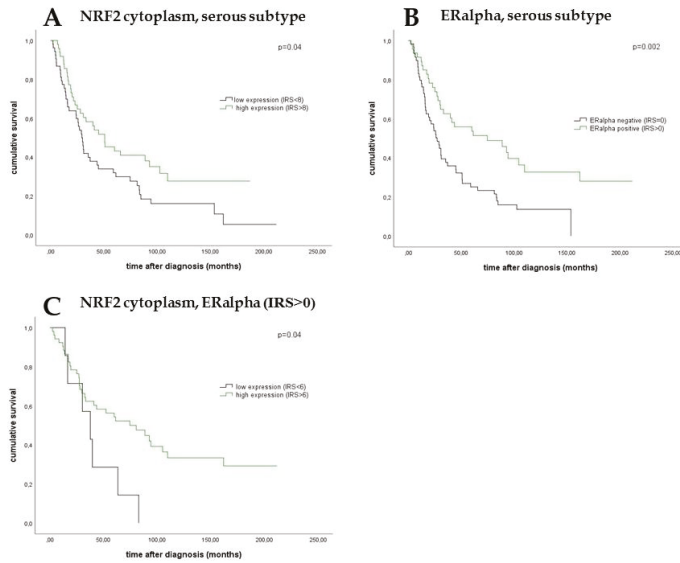 A NRF2 cytoplasm, serous subtype
p=0.04
low expression (IRS<8)
high expression (IRS>8)
cumulative survival
1,0
0,8
0,6
0,4
0,2
0,0
,00 50,00 100,00 150,00 200,00 250,00
time after diagnosis (months)
B ERalpha, serous subtype
p=0.002
ERalpha negative (IRS=0)
ERalpha positive (IRS>0)
cumulative survival
1,0
0,8
0,6
0,4
0,2
0,0
,00 50,00 100,00 150,00 200,00 250,00
time after diagnosis (months)
C NRF2 cytoplasm, ERalpha (IRS>0)
p=0.04
low expression (IRS<6)
high expression (IRS>6)
cumulative survival
1,0
0,8
0,6
0,4
0,2
0,0
,00 50,00 100,00 150,00 200,00 250,00
time after diagnosis (months)